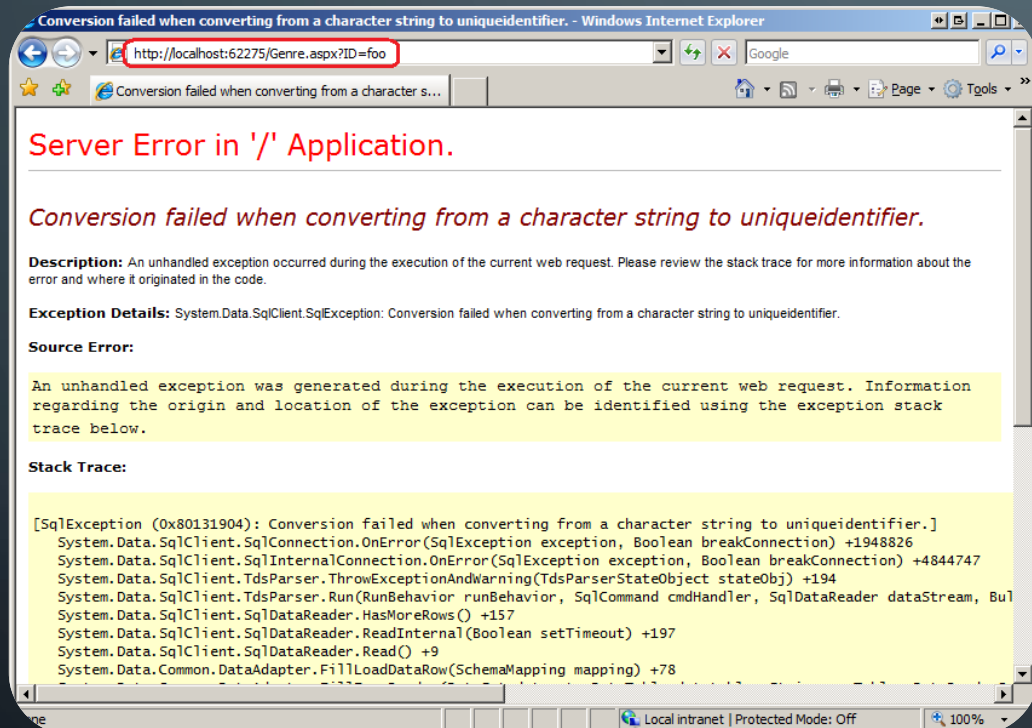 Conversion failed when converting from a character string to uniqueidentifier. - Windows Internet Explorer
http://localhost:62275/Genre.aspx?ID=foo
Google
Conversion failed when converting from a character s...
Page
Tools
Server Error in '/' Application.
Conversion failed when converting from a character string to uniqueidentifier.
Description: An unhandled exception occurred during the execution of the current web request. Please review the stack trace for more information about the
error and where it originated in the code.
Exception Details: System.Data.SqlClient.SqlException: Conversion failed when converting from a character string to uniqueidentifier.
Source Error:
An unhandled exception was generated during the execution of the current web request. Information
regarding the origin and location of the exception can be identified using the exception stack
trace below.
Stack Trace:
[SqlException (0x80131904): Conversion failed when converting from a character string to uniqueidentifier.]
System.Data.SqlClient.SqlConnection.OnError(SqlException exception, Boolean breakConnection) +1948826
System.Data.SqlClient.SqlInternalConnection.OnError(SqlException exception, Boolean breakConnection) +4844747
System.Data.SqlClient.TdsParser.ThrowExceptionAndWarning(TdsParserStateObject stateObj) +194
System.Data.SqlClient.TdsParser.Run(RunBehavior runBehavior, SqlCommand cmdHandler, SqlDataReader dataStream, Bul
System.Data.SqlClient.SqlDataReader.HasMoreRows() +157
System.Data.SqlClient.SqlDataReader.ReadInternal(Boolean setTimeout) +197
System.Data.SqlClient.SqlDataReader.Read() +9
System.Data.Common.DataAdapter.FillLoadDataRow(SchemaMapping mapping) +78
ne
Local intranet | Protected Mode: Off
100%